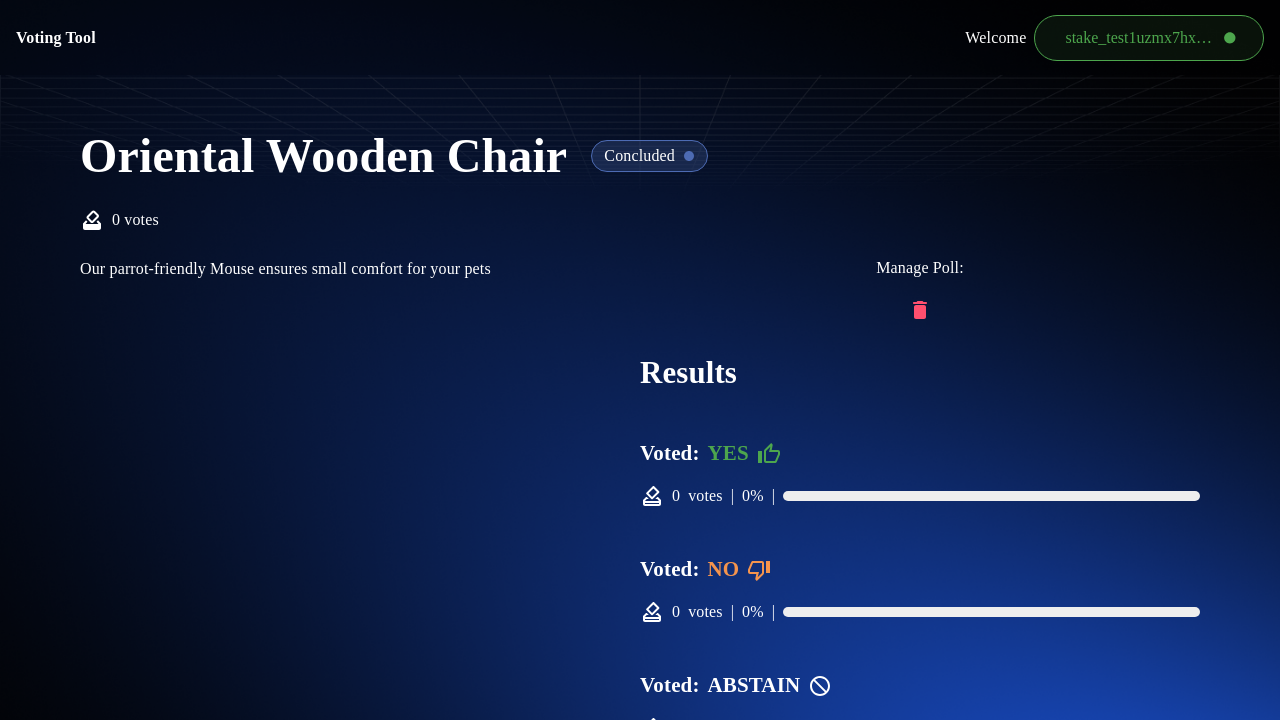 Voting Tool
Welcome
stake_test1uzmx7hx…
Oriental Wooden Chair
Concluded
0 votes
Our parrot-friendly Mouse ensures small comfort for your pets
Manage Poll:
Results
Voted: YES
0 votes | 0% |
Voted: NO
0 votes | 0% |
Voted: ABSTAIN